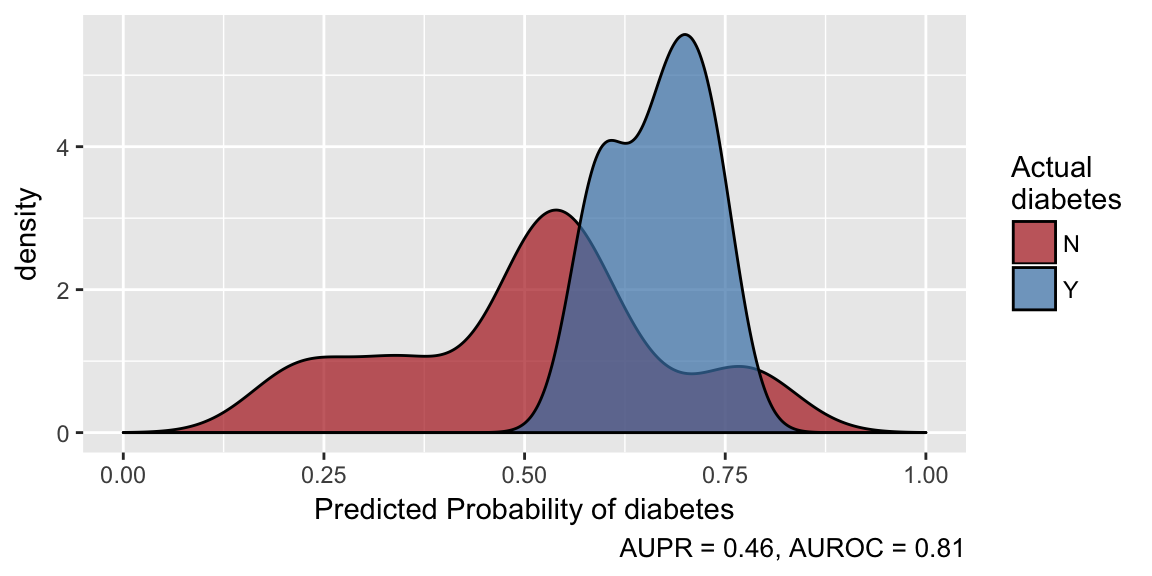 density
4
2
0
0.00 0.25 0.50 0.75 1.00
Predicted Probability of diabetes
AUPR = 0.46, AUROC = 0.81
Actual
diabetes
N
Y